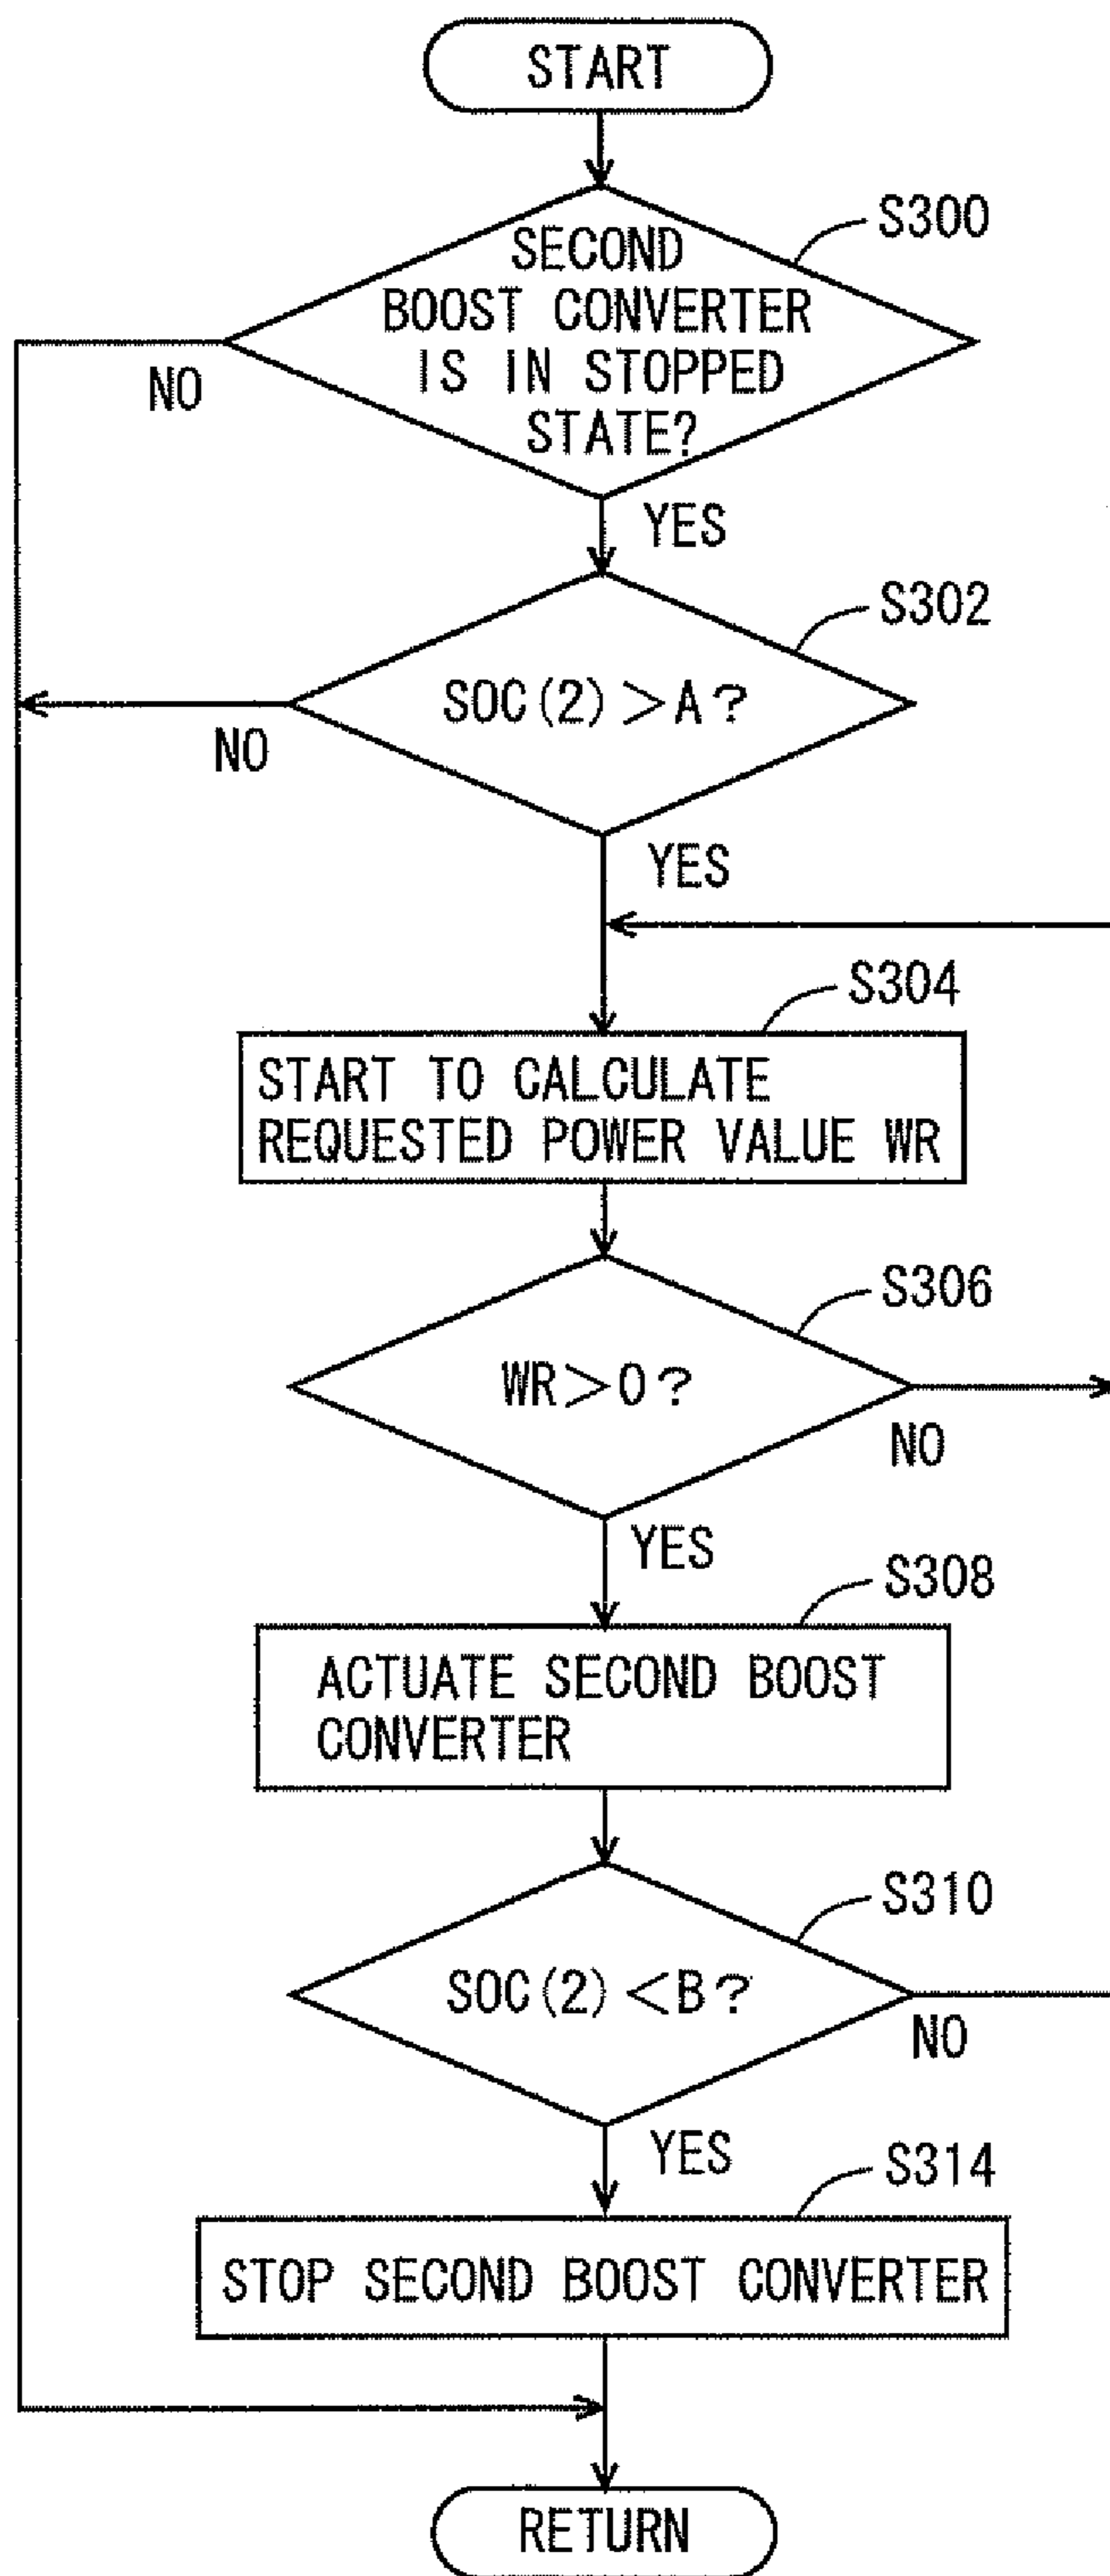 START
S300
SECOND
BOOST CONVERTER
IS IN STOPPED
STATE?
NO
YES
S302
SOC(2)>A?
NO
YES
S304
START TO CALCULATE
REQUESTED POWER VALUE WR
S306
WR>0?
NO
YES
S308
ACTUATE SECOND BOOST
CONVERTER
S310
SOC(2)<B?
NO
YES
S314
STOP SECOND BOOST CONVERTER
RETURN